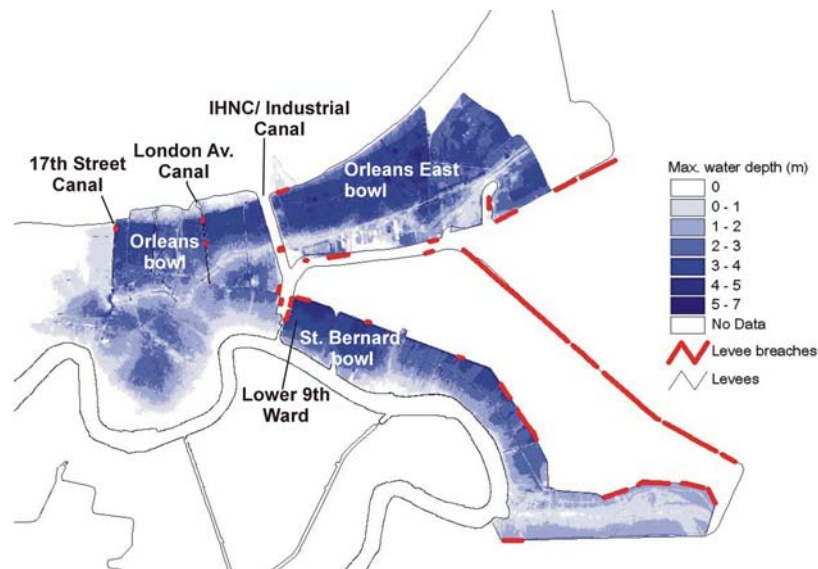 IHNC/ Industrial
Canal
London Av.
Canal
17th Street
Canal
Orleans East
bowl
Orleans
bowl
St. Bernard
bowl
Lower 9th
Ward
Max. water depth (m)
0
0 - 1
1 - 2
2 - 3
3 - 4
4 - 5
5 - 7
No Data
Levee breaches
Levees